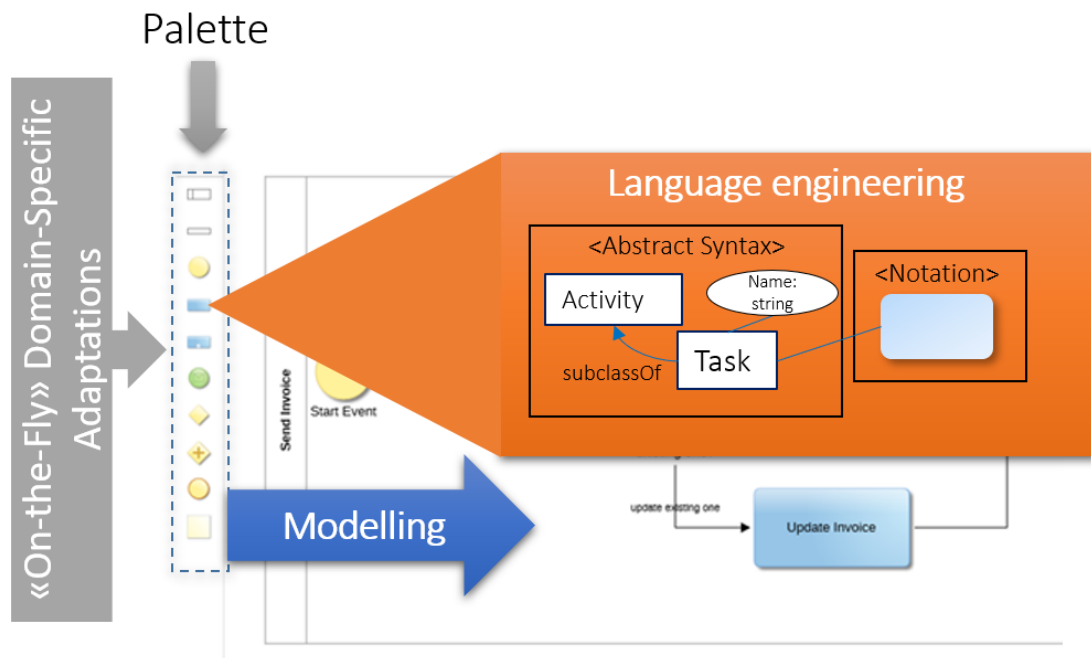 Palette
«On-the-Fly» Domain-Specific
Adaptations
Language engineering
<Abstract Syntax>
<Notation>
Name:
string
Activity
Task
subclassOf
Send Invoice
Start Event
update existing one
Update Invoice
Modelling